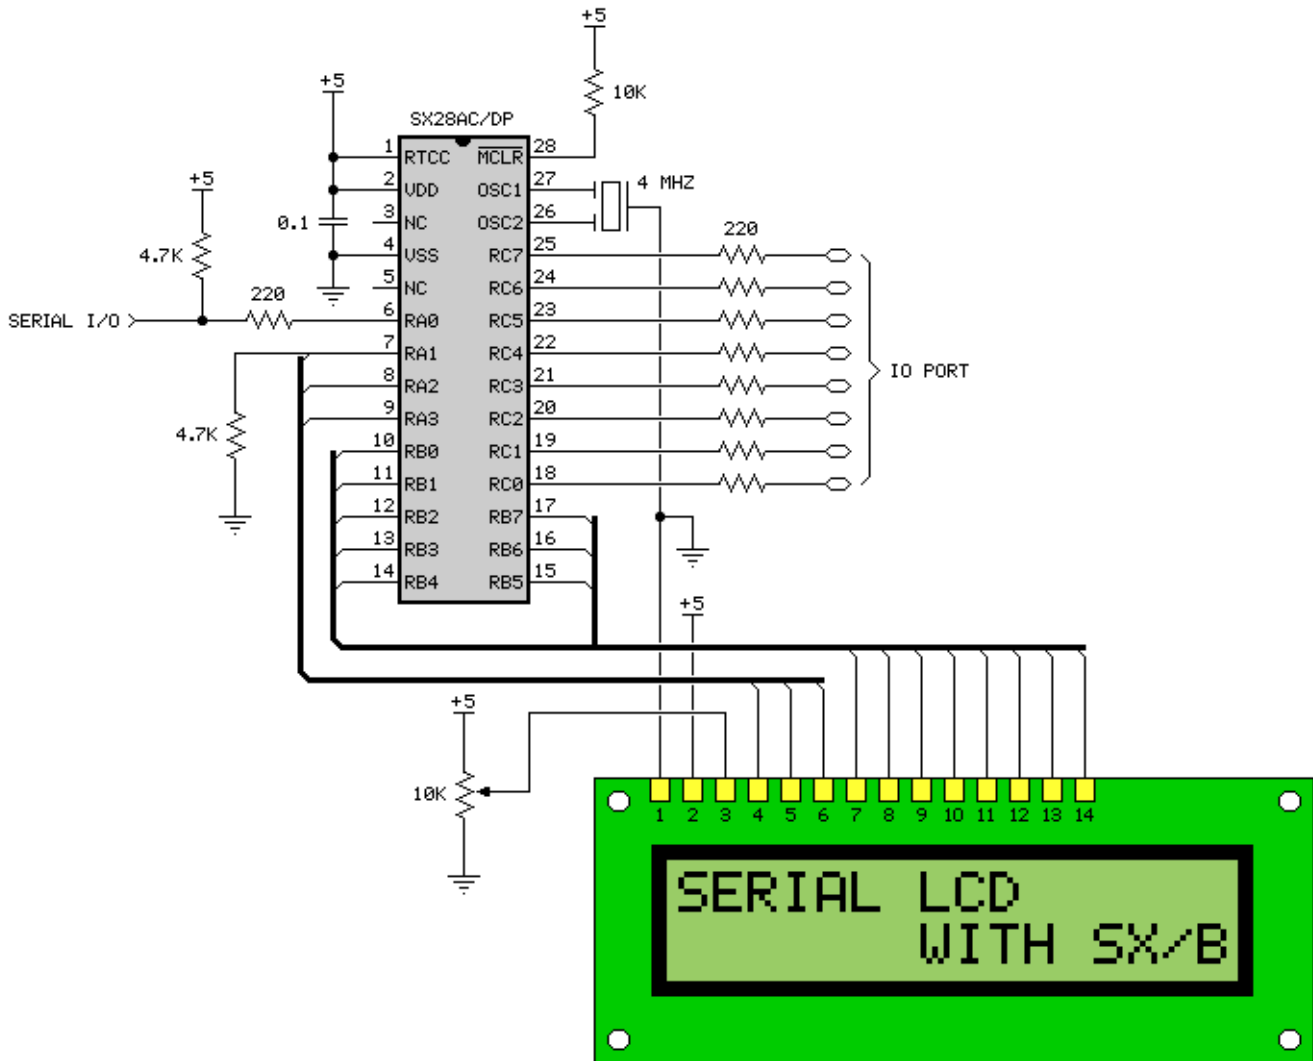 +5
10K
+5
SX28AC/DP
1 RTCC MCLR 28
+5
2 VDD OSC1 27
4 MHZ
0.1
3 NC OSC2 26
220
4.7K
4 VSS RC7 25
5 NC RC6 24
220
SERIAL I/O
6 RA0 RC5 23
7 RA1 RC4 22
IO PORT
8 RA2 RC3 21
9 RA3 RC2 20
4.7K
10 RB0 RC1 19
11 RB1 RC0 18
12 RB2 RB7 17
13 RB3 RB6 16
14 RB4 RB5 15
+5
+5
10K
1 2 3 4 5 6 7 8 9 10 11 12 13 14
SERIAL LCD
WITH SX/B